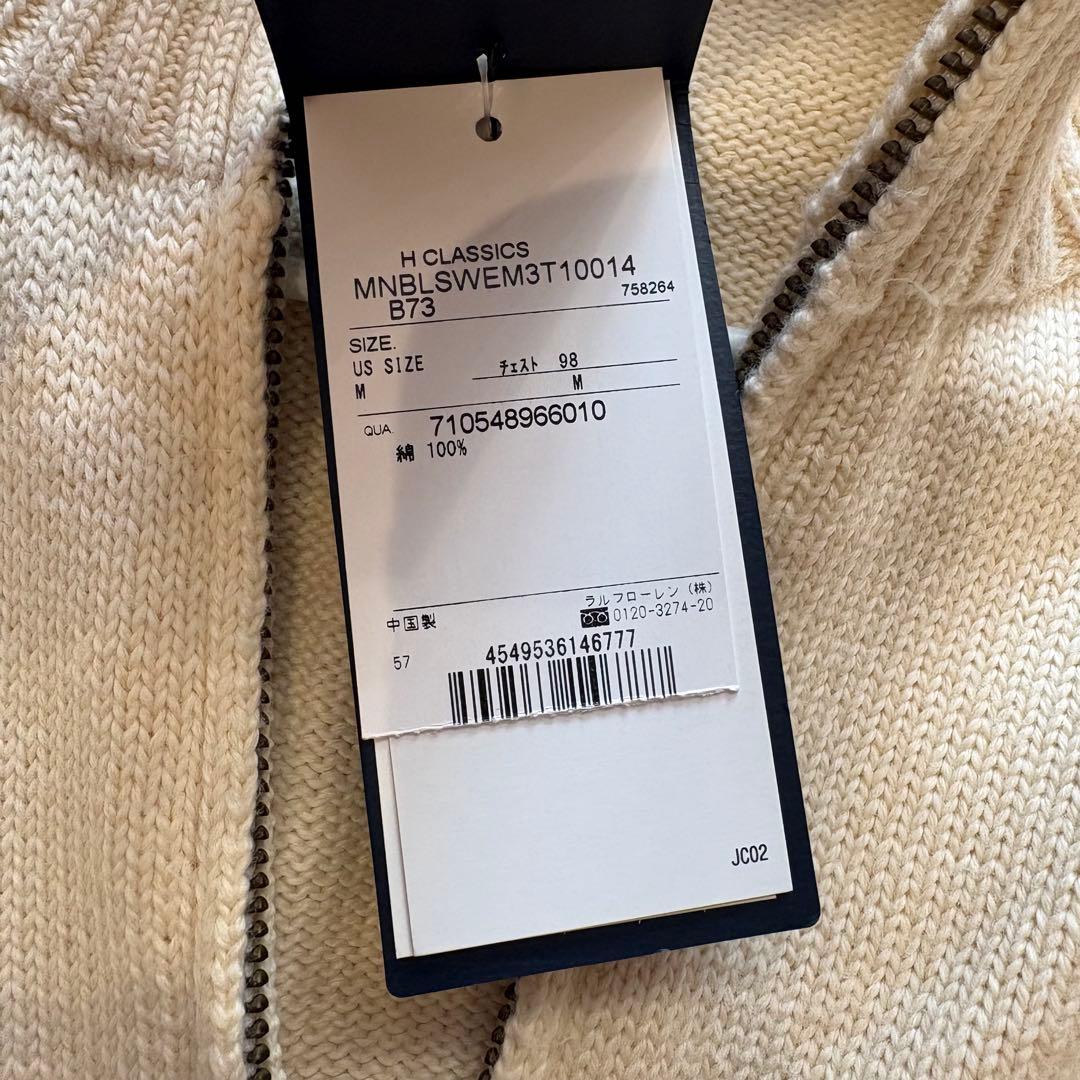 H CLASSICS
MNBLSWEM3T10014
B73 758264
SIZE.
US SIZE チェスト 98
M M
QUA. 710548966010
綿 100%
ラルフローレン(株)
中国製 0120-3274-20
57 4549536146777
JC02